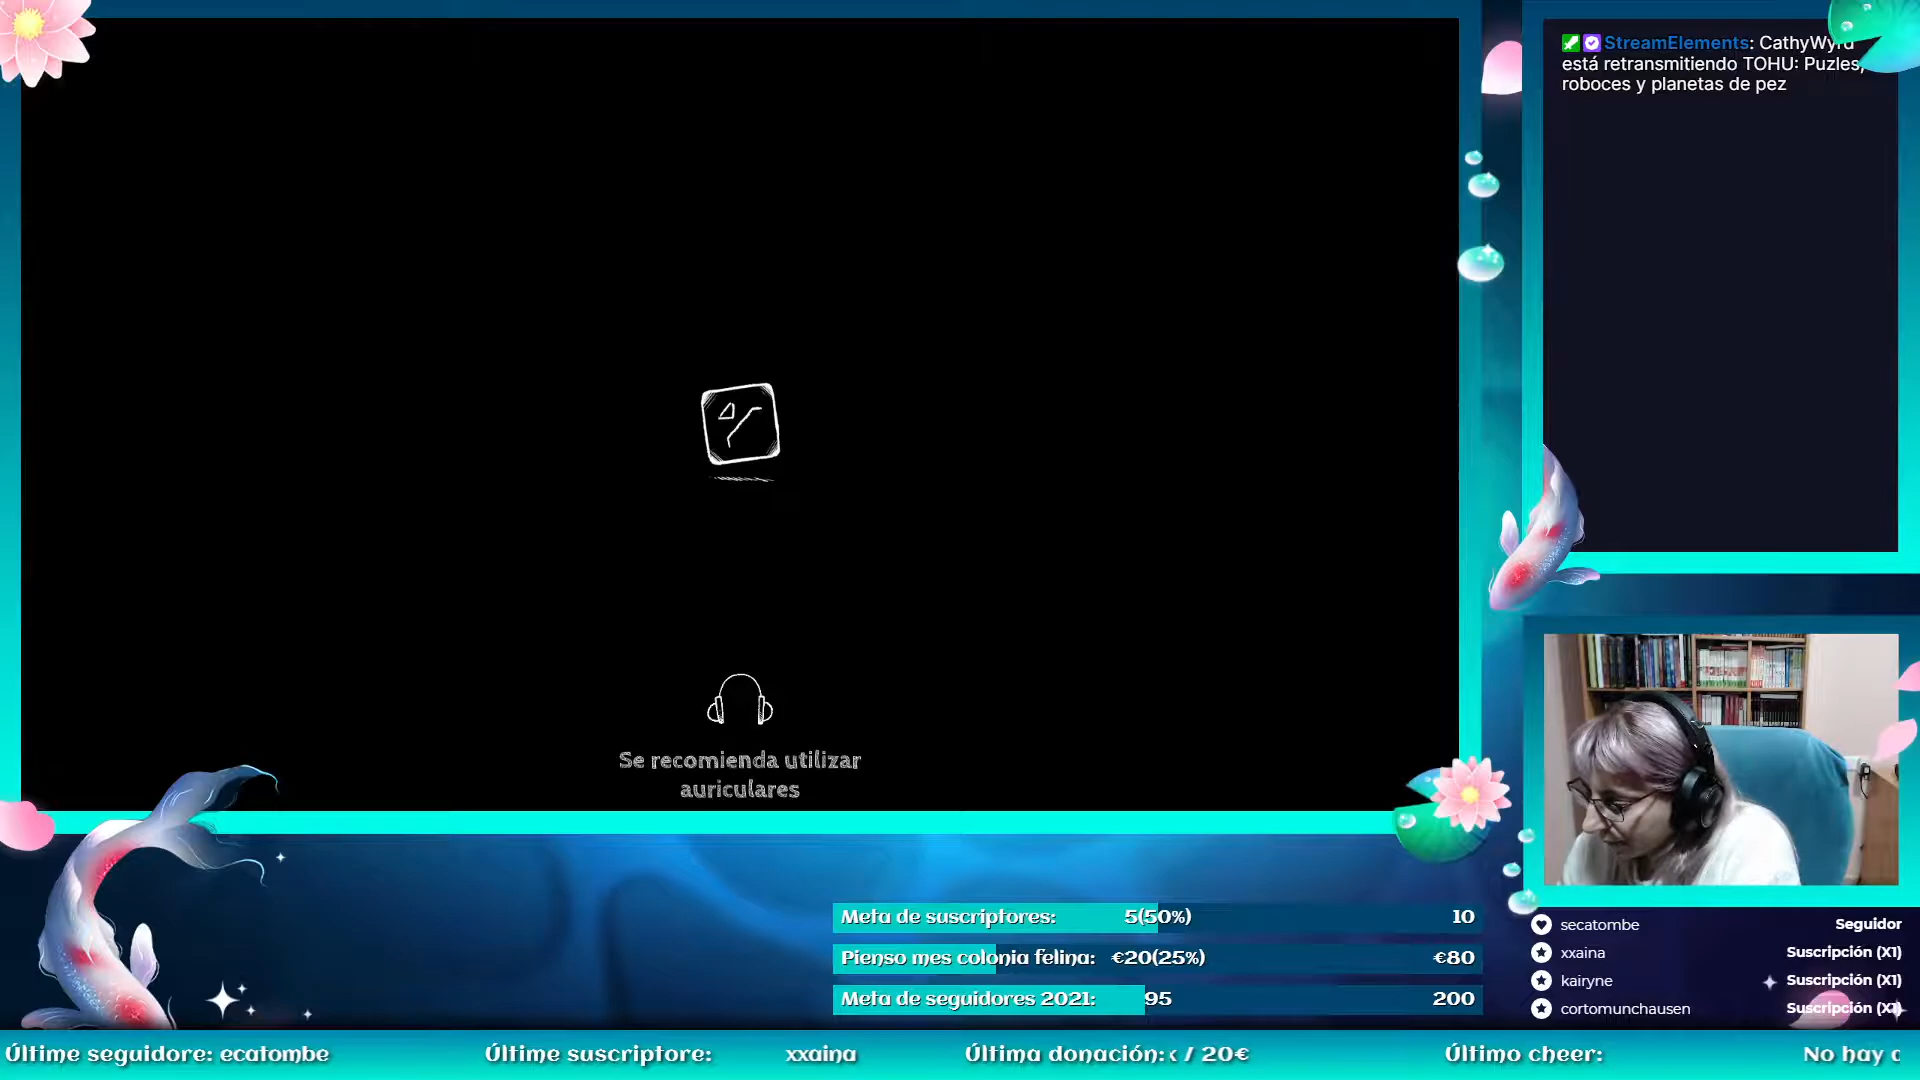 StreamElements: CathyWyrd
está retransmitiendo TOHU: Puzles,
roboces y planetas de pez
Se recomienda utilizar
auriculares
Meta de suscriptores: 5(50%) 10
Pienso mes colonia felina: €20(25%) €80
Meta de seguidores 2021: 95 200
secatombe Seguidor
xxaina Suscripción (X1)
kairyne Suscripción (X1)
cortomunchausen Suscripción (X1)
Últime seguidore: ecatombe Últime suscriptore: xxaina Última donación: / 20€ Último cheer: No hay